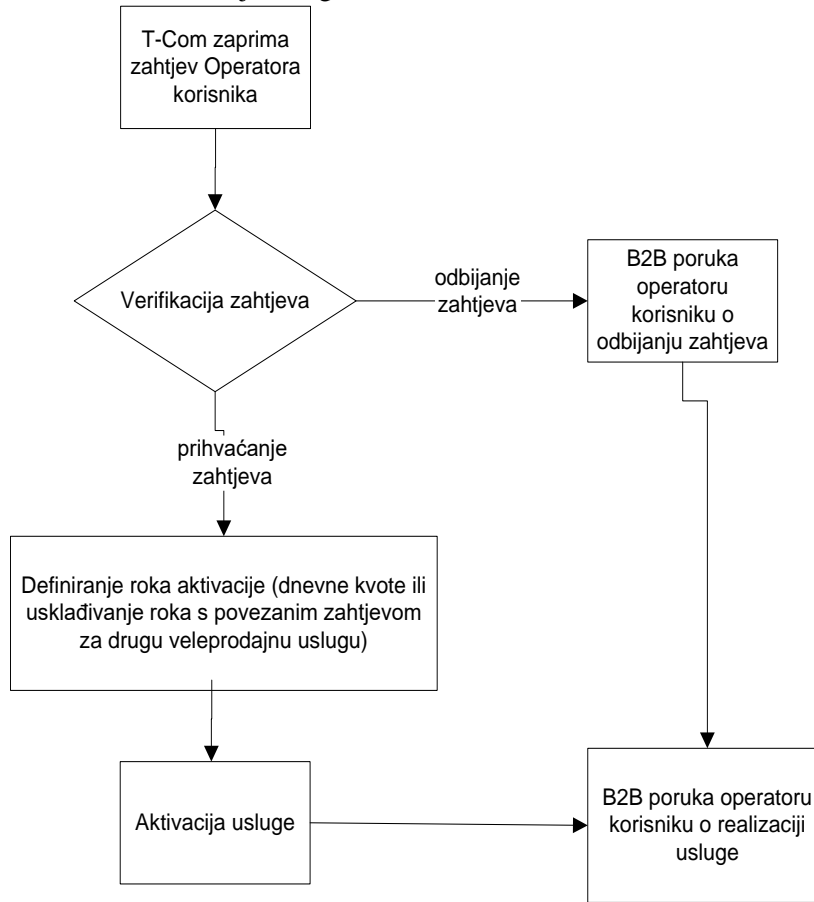 T-Com zaprima
zahtjev Operatora
korisnika
Verifikacija zahtjeva
odbijanje
zahtjeva
B2B poruka
operatoru
korisniku o
odbijanju zahtjeva
prihvaćanje
zahtjeva
Definiranje roka aktivacije (dnevne kvote ili
usklađivanje roka s povezanim zahtjevom
za drugu veleprodajnu uslugu)
Aktivacija usluge
B2B poruka operatoru
korisniku o realizaciji
usluge